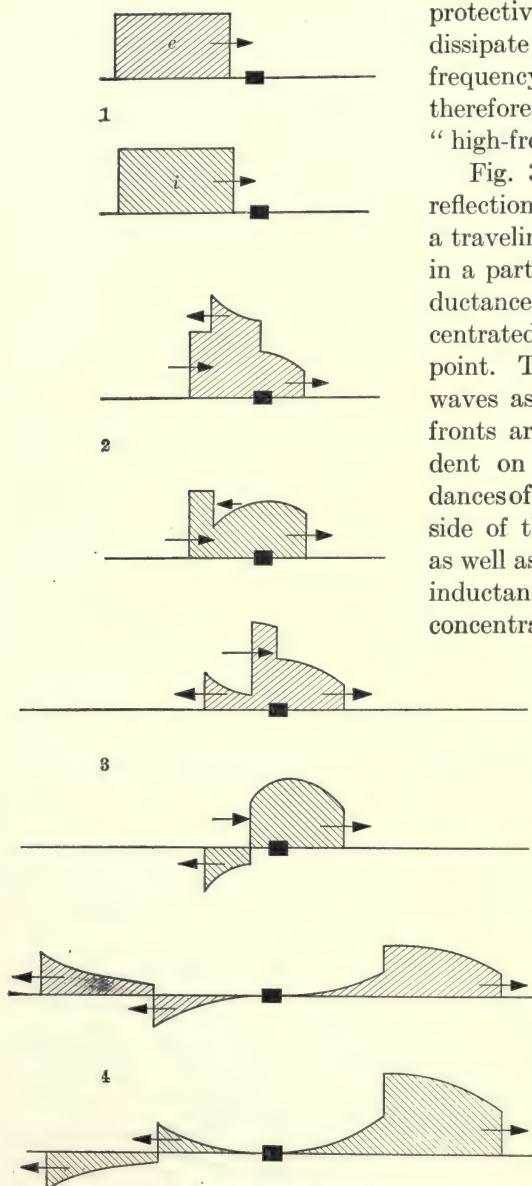 protectiv
dissipate
frequency
therefore
“ high-fre
Fig. 3
reflection
a travelin
in a part
ductance
centrated
point. T
waves as
fronts ar
dent on
dancesof
side of t
as well as
inductan
concentra
e
1
i
2
3
4